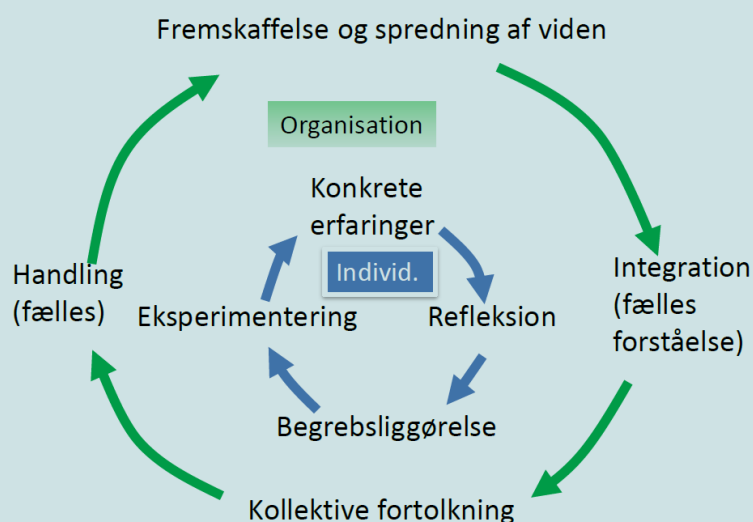 Fremskaffelse og spredning af viden
Organisation
Konkrete
erfaringer
Individ.
Handling
(fælles)
Eksperimentering
Refleksion
Integration
(fælles
forståelse)
Begrebsliggørelse
Kollektive fortolkning